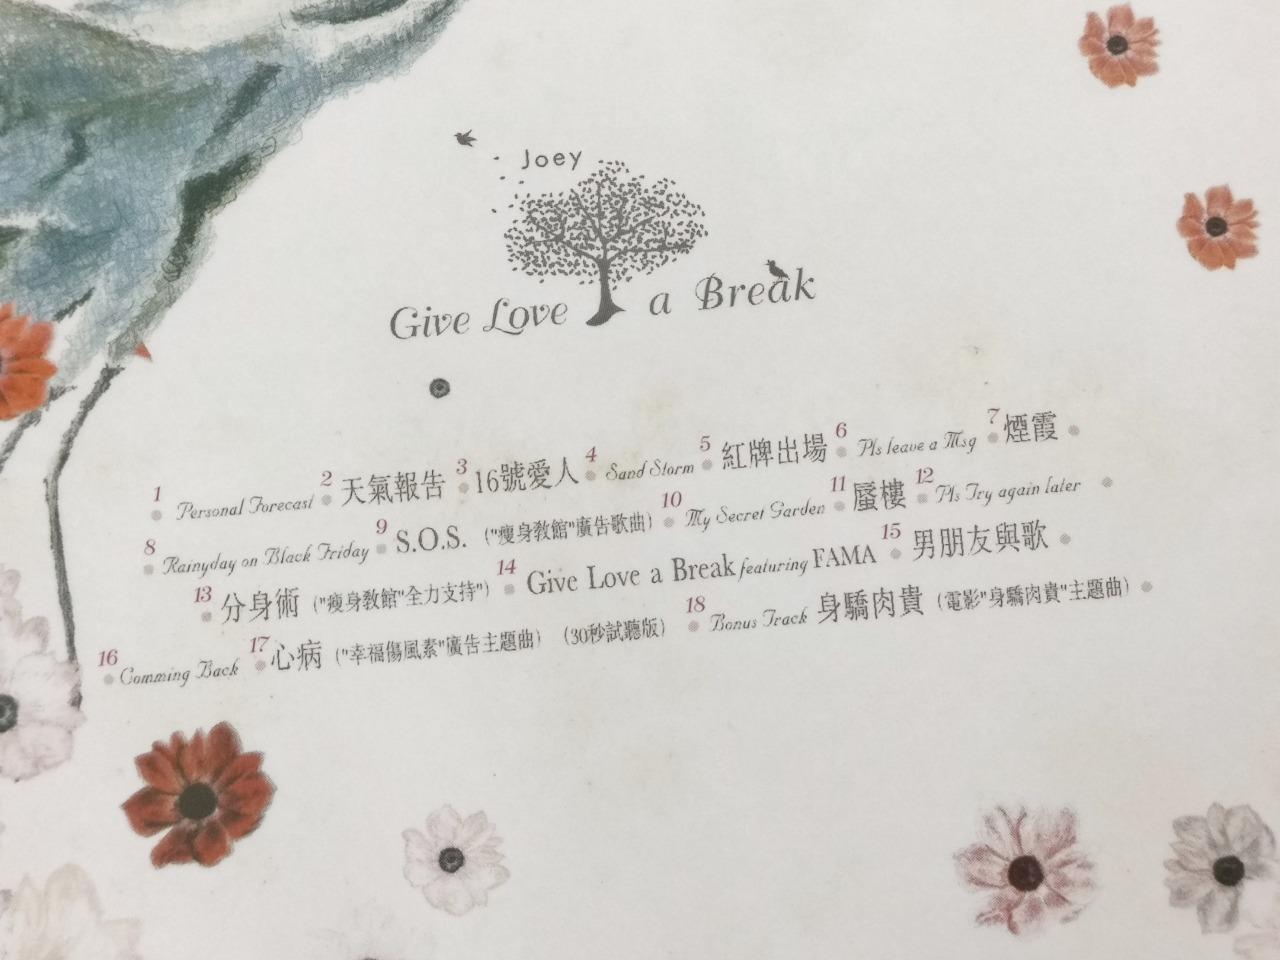 Joey
Give Love a Break
1 Personal Forecast 2 天氣報告 3 16號愛人 4 Sand Storm 5 紅牌出場 6 Pls leave a Msg 7 煙霞
8 Rainyday on Black Friday 9 S.O.S. ("瘦身教館"廣告歌曲) 10 My Secret Garden 11 蜃樓 12 Pls Try again later
13 分身術 ("瘦身教館"全力支持") 14 Give Love a Break featuring FAMA 15 男朋友與歌
16 Comming Back 17 心病 ("幸福傷風素"廣告主題曲) (30秒試聽版) 18 Bonus Track 身驕肉貴 (電影"身驕肉貴"主題曲)